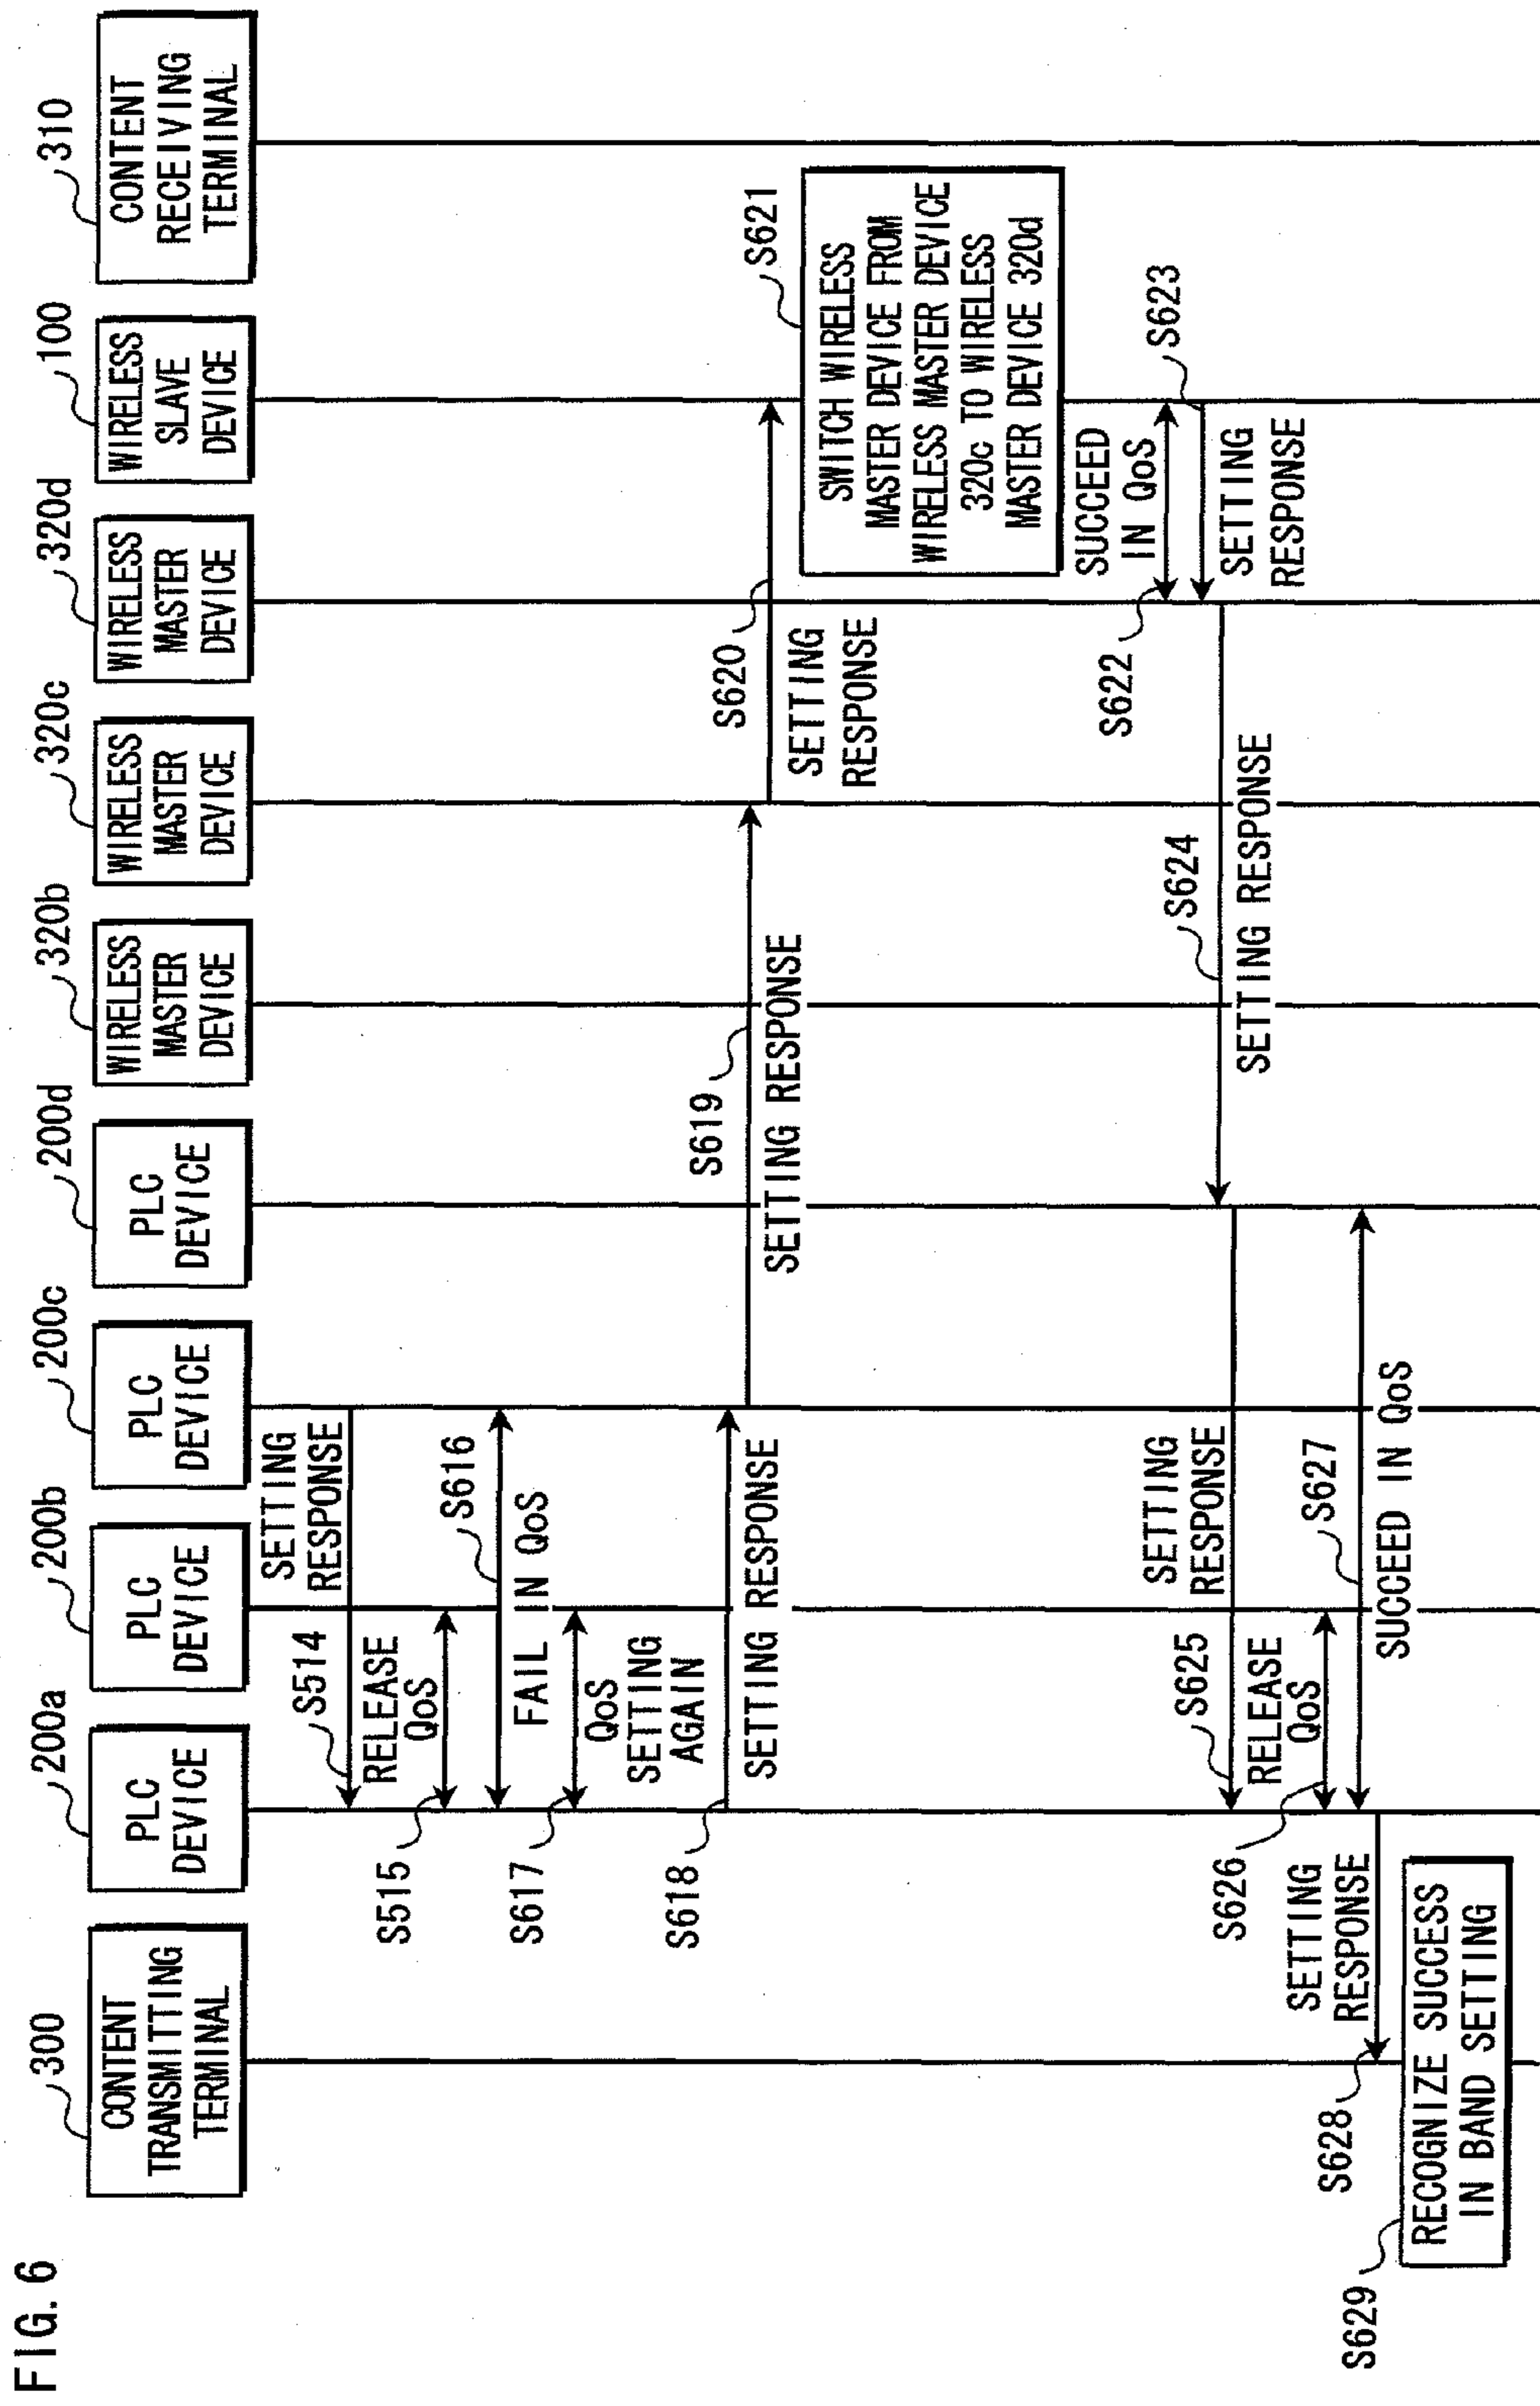 FIG. 6
300
CONTENT
TRANSMITTING
TERMINAL
200a
PLC
DEVICE
200b
PLC
DEVICE
200c
PLC
DEVICE
200d
PLC
DEVICE
320b
WIRELESS
MASTER
DEVICE
320c
WIRELESS
MASTER
DEVICE
320d
WIRELESS
MASTER
DEVICE
100
WIRELESS
SLAVE
DEVICE
310
CONTENT
RECEIVING
TERMINAL
S514
SETTING
RESPONSE
S515
RELEASE
QoS
S616
FAIL IN QoS
S617
QoS
SETTING
AGAIN
S618
SETTING RESPONSE
S619
SETTING RESPONSE
S620
SETTING
RESPONSE
S621
SWITCH WIRELESS
MASTER DEVICE FROM
WIRELESS MASTER DEVICE
320c TO WIRELESS
MASTER DEVICE 320d
S622
SUCCEED
IN QoS
S623
SETTING
RESPONSE
S624
SETTING RESPONSE
S625
SETTING
RESPONSE
S626
RELEASE
QoS
S627
SUCCEED IN QoS
S628
SETTING
RESPONSE
S629
RECOGNIZE SUCCESS
IN BAND SETTING